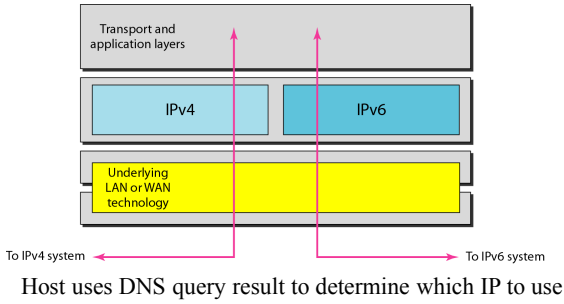 Transport and
application layers
IPv4
IPv6
Underlying
LAN or WAN
technology
To IPv4 system
To IPv6 system
Host uses DNS query result to determine which IP to use